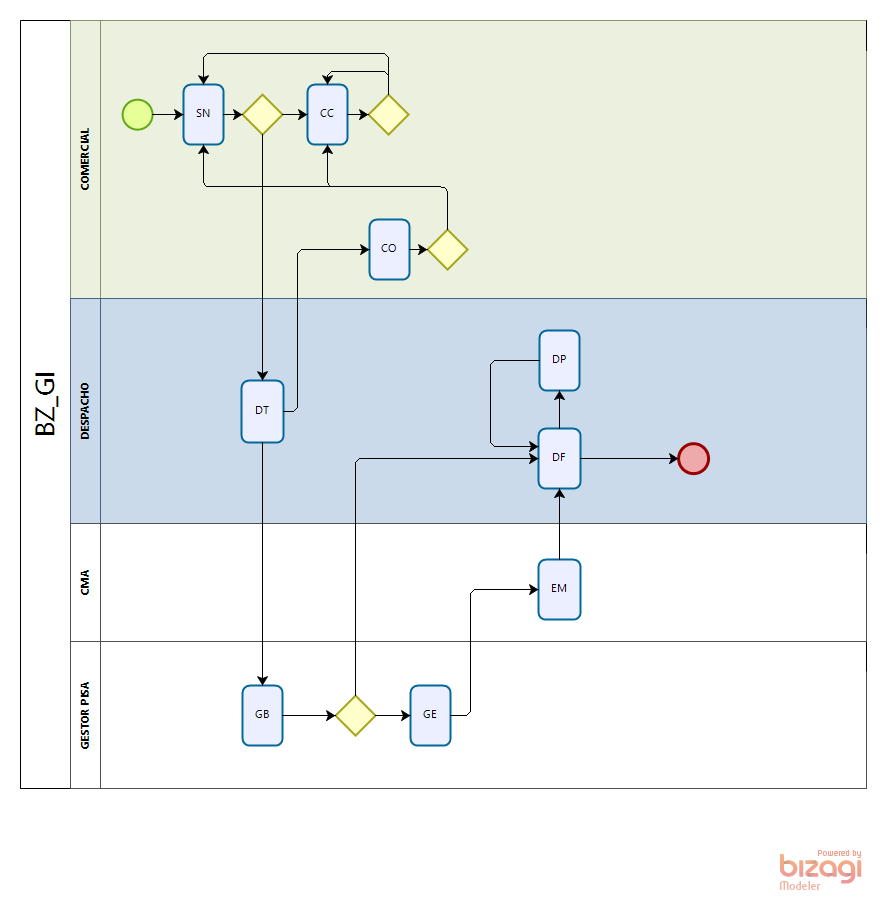 BZ_GI
COMERCIAL
SN
CC
CO
DESPACHO
DP
DT
DF
CMA
EM
GESTOR PISA
GB
GE
Powered by
bizagi
Modeler